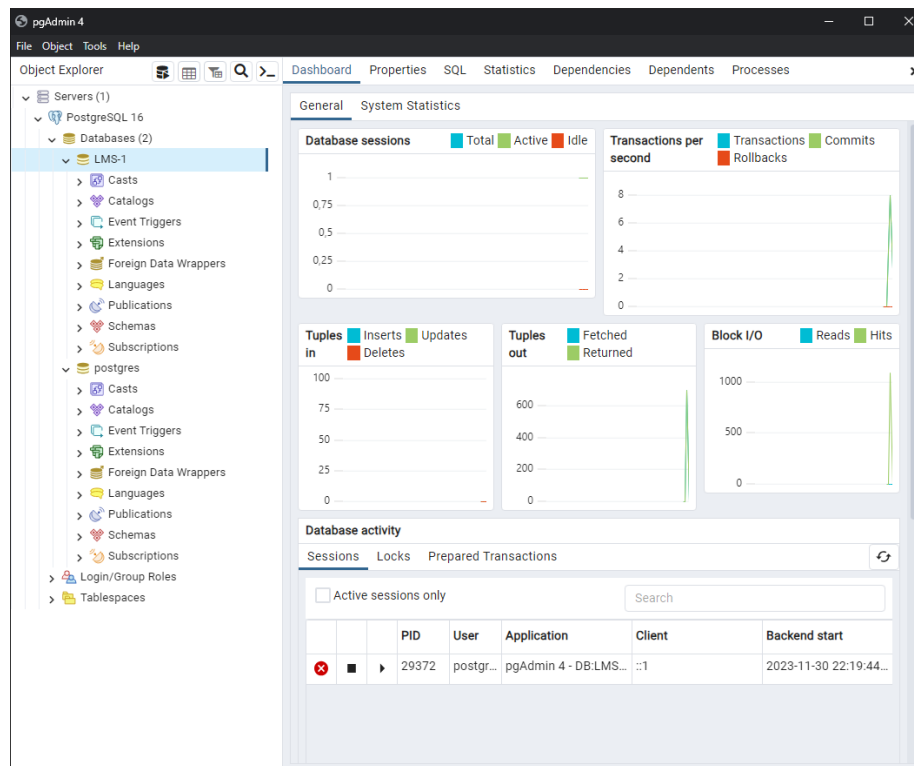 pgAdmin 4
File Object Tools Help
Object Explorer
Servers (1)
PostgreSQL 16
Databases (2)
LMS-1
Casts
Catalogs
Event Triggers
Extensions
Foreign Data Wrappers
Languages
Publications
Schemas
Subscriptions
postgres
Casts
Catalogs
Event Triggers
Extensions
Foreign Data Wrappers
Languages
Publications
Schemas
Subscriptions
Login/Group Roles
Tablespaces
Dashboard Properties SQL Statistics Dependencies Dependents Processes
General System Statistics
Database sessions Total Active Idle
1
0,75
0,5
0,25
0
Transactions per second Transactions Commits Rollbacks
8
6
4
2
0
Tuples in Inserts Updates Deletes
100
75
50
25
0
Tuples out Fetched Returned
600
400
200
0
Block I/O Reads Hits
1000
500
0
Database activity
Sessions Locks Prepared Transactions
Active sessions only Search
PID User Application Client Backend start
29372 postgr... pgAdmin 4 - DB:LMS... ::1 2023-11-30 22:19:44...